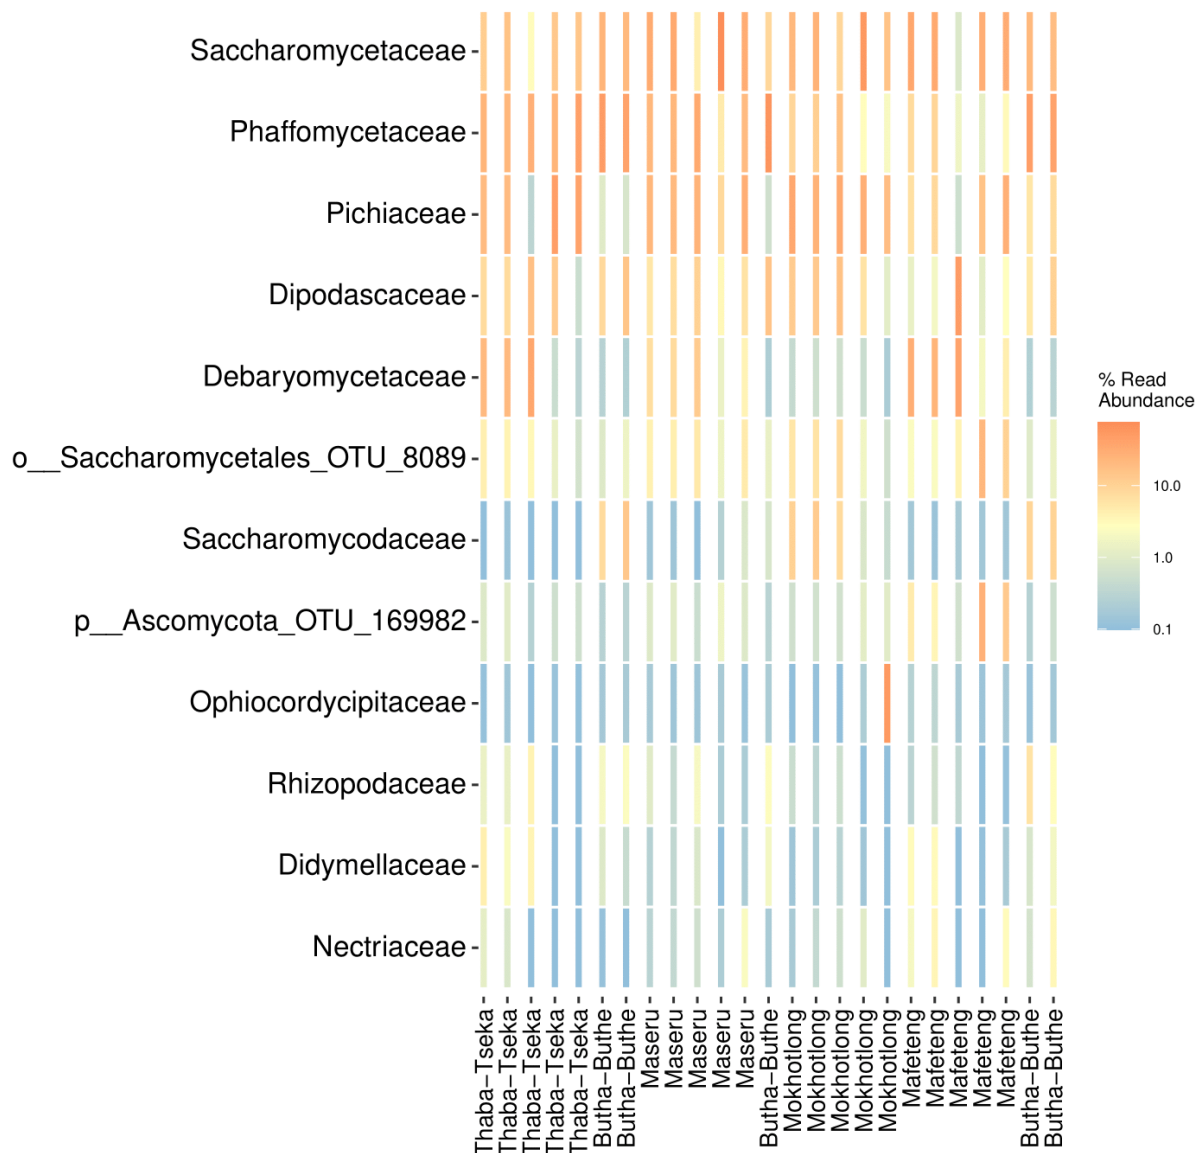 Saccharomycetaceae
Phaffomycetaceae
Pichiaceae
Dipodascaceae
Debaryomycetaceae
o__Saccharomycetales_OTU_8089
Saccharomycodaceae
p__Ascomycota_OTU_169982
Ophiocordycipitaceae
Rhizopodaceae
Didymellaceae
Nectriaceae
% Read
Abundance
10.0
1.0
0.1
Thaba−Tseka
Thaba−Tseka
Thaba−Tseka
Thaba−Tseka
Thaba−Tseka
Butha−Buthe
Butha−Buthe
Maseru
Maseru
Maseru
Maseru
Maseru
Butha−Buthe
Mokhotlong
Mokhotlong
Mokhotlong
Mokhotlong
Mokhotlong
Mafeteng
Mafeteng
Mafeteng
Mafeteng
Mafeteng
Butha−Buthe
Butha−Buthe